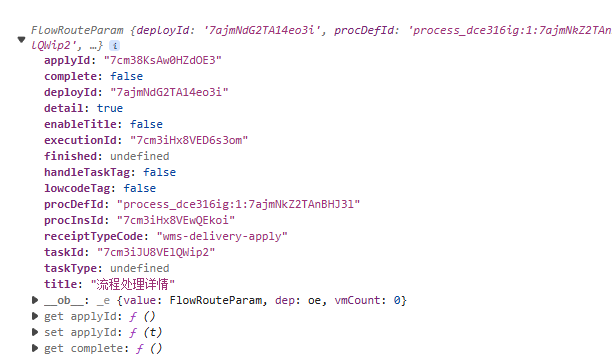 FlowRouteParam {deployId: '7ajmNdG2TA14eo3i', procDefId: 'process_dce316ig:1:7ajmNkZ2TAn
lQWip2', …} i
applyId: "7cm38KsAw0HZdOE3"
complete: false
deployId: "7ajmNdG2TA14eo3i"
detail: true
enableTitle: false
executionId: "7cm3iHx8VED6s3om"
finished: undefined
handleTaskTag: false
lowcodeTag: false
procDefId: "process_dce316ig:1:7ajmNkZ2TAnBHJ3l"
procInsId: "7cm3iHx8VEwQEkoi"
receiptTypeCode: "wms-delivery-apply"
taskId: "7cm3iJU8VElQWip2"
taskType: undefined
title: "流程处理详情"
__ob__: _e {value: FlowRouteParam, dep: oe, vmCount: 0}
get applyId: ƒ ()
set applyId: ƒ (t)
get complete: ƒ ()